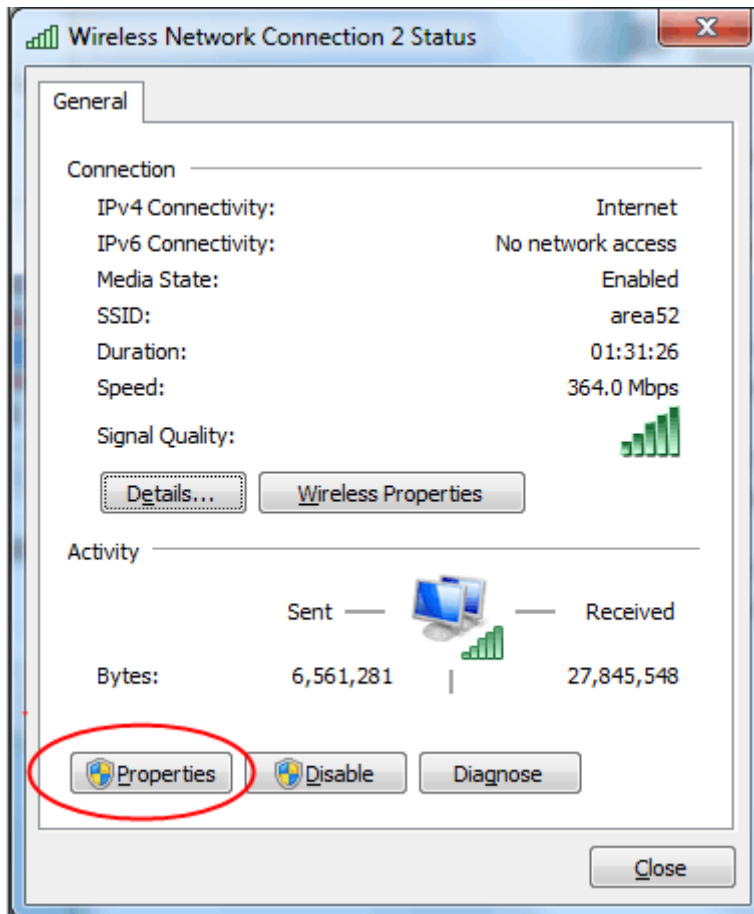 Wireless Network Connection 2 Status
General
Connection
IPv4 Connectivity: Internet
IPv6 Connectivity: No network access
Media State: Enabled
SSID: area52
Duration: 01:31:26
Speed: 364.0 Mbps
Signal Quality:
Details... Wireless Properties
Activity
Sent — — Received
Bytes: 6,561,281 | 27,845,548
Properties Disable Diagnose
Close